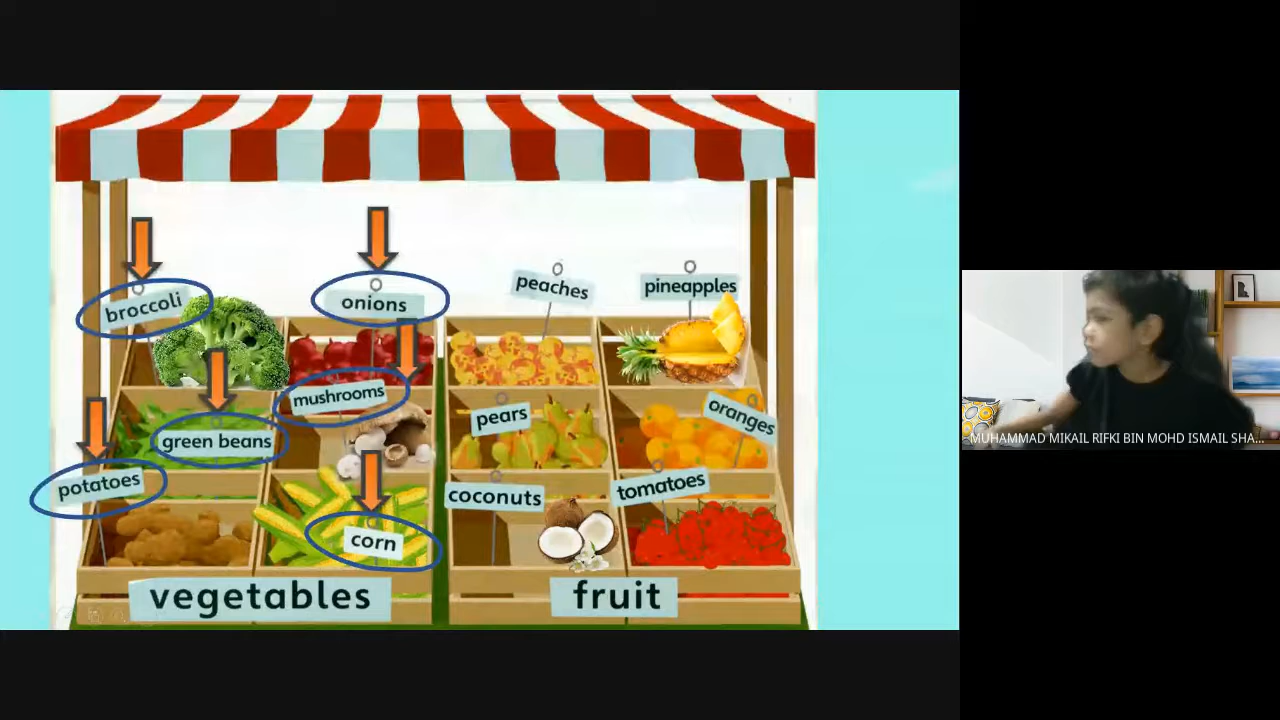 broccoli
onions
peaches
pineapples
mushrooms
green beans
pears
oranges
potatoes
corn
coconuts
tomatoes
vegetables
fruit
MUHAMMAD MIKAIL RIFKI BIN MOHD ISMAIL SHA...